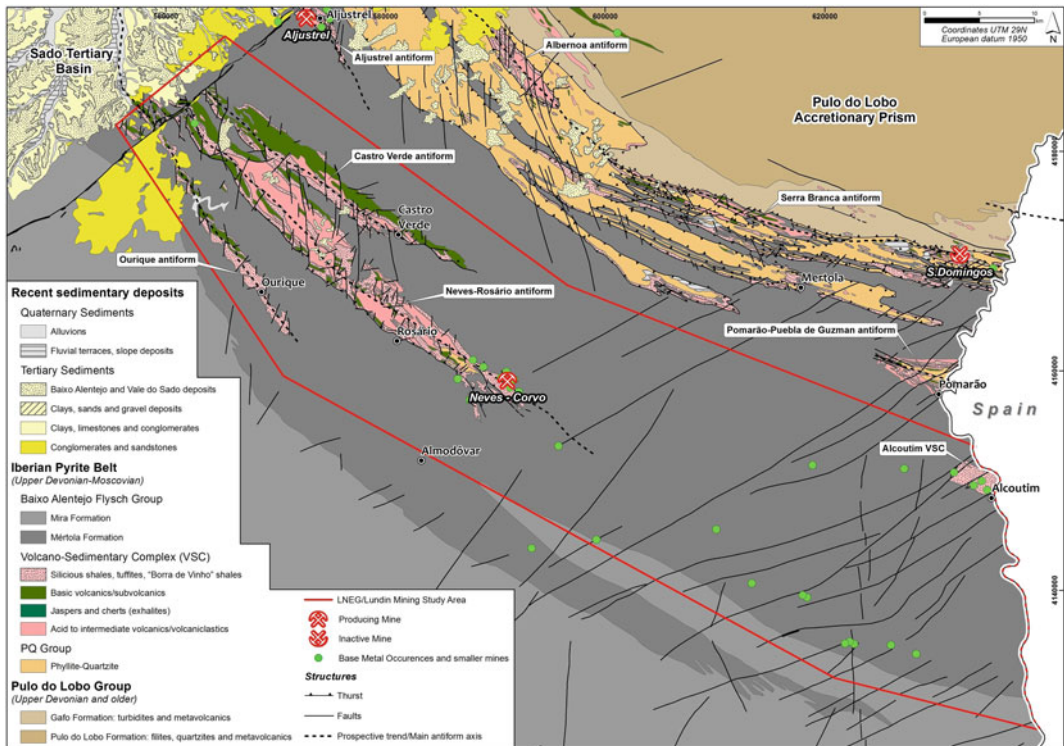 560000
580000
600000
620000
0
5
10
km
Coordinates UTM 29N
European datum 1950
N
Sado Tertiary
Basin
Aljustrel
Aljustrel
Aljustrel antiform
Albernoa antiform
Pulo do Lobo
Accretionary Prism
4180000
Castro Verde antiform
Serra Branca antiform
Castro
Verde
S.Domingos
Ourique antiform
Ourique
Neves-Rosário antiform
Mertola
Rosário
Pomarão-Puebla de Guzman antiform
4160000
Pomarão
Neves - Corvo
Spain
Almodóvar
Alcoutim VSC
Alcoutim
4140000
Recent sedimentary deposits
Quaternary Sediments
Alluvions
Fluvial terraces, slope deposits
Tertiary Sediments
Baixo Alentejo and Vale do Sado deposits
Clays, sands and gravel deposits
Clays, limestones and conglomerates
Conglomerates and sandstones
Iberian Pyrite Belt
(Upper Devonian-Moscovian)
Baixo Alentejo Flysch Group
Mira Formation
Mértola Formation
Volcano-Sedimentary Complex (VSC)
Silicious shales, tuffites, "Borra de Vinho" shales
Basic volcanics/subvolcanics
Jaspers and cherts (exhalites)
Acid to intermediate volcanics/volcaniclastics
PQ Group
Phyllite-Quartzite
Pulo do Lobo Group
(Upper Devonian and older)
Gafo Formation: turbidites and metavolcanics
Pulo do Lobo Formation: filites, quartzites and metavolcanics
LNEG/Lundin Mining Study Area
Producing Mine
Inactive Mine
Base Metal Occurences and smaller mines
Structures
Thurst
Faults
Prospective trend/Main antiform axis